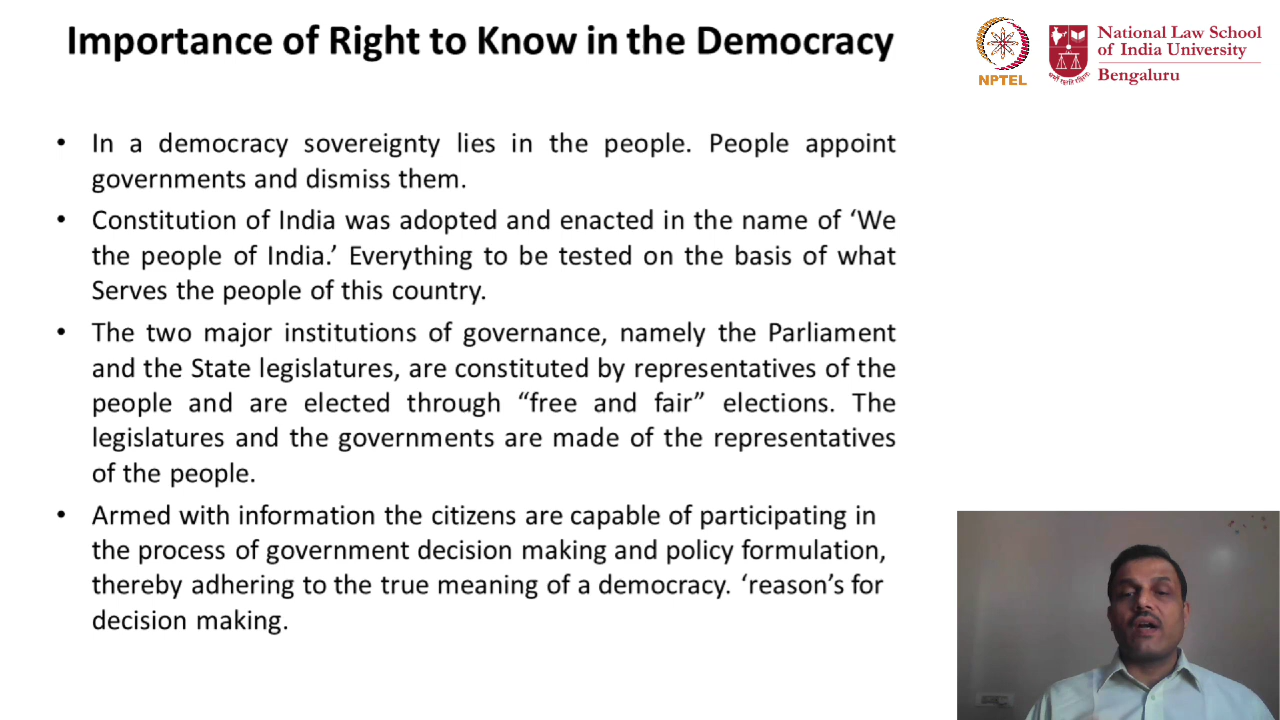 Importance of Right to Know in the Democracy
NPTEL
National Law School
of India University
Bengaluru
• In a democracy sovereignty lies in the people. People appoint
governments and dismiss them.
• Constitution of India was adopted and enacted in the name of ‘We
the people of India.’ Everything to be tested on the basis of what
Serves the people of this country.
• The two major institutions of governance, namely the Parliament
and the State legislatures, are constituted by representatives of the
people and are elected through “free and fair” elections. The
legislatures and the governments are made of the representatives
of the people.
• Armed with information the citizens are capable of participating in
the process of government decision making and policy formulation,
thereby adhering to the true meaning of a democracy. ‘reason’s for
decision making.